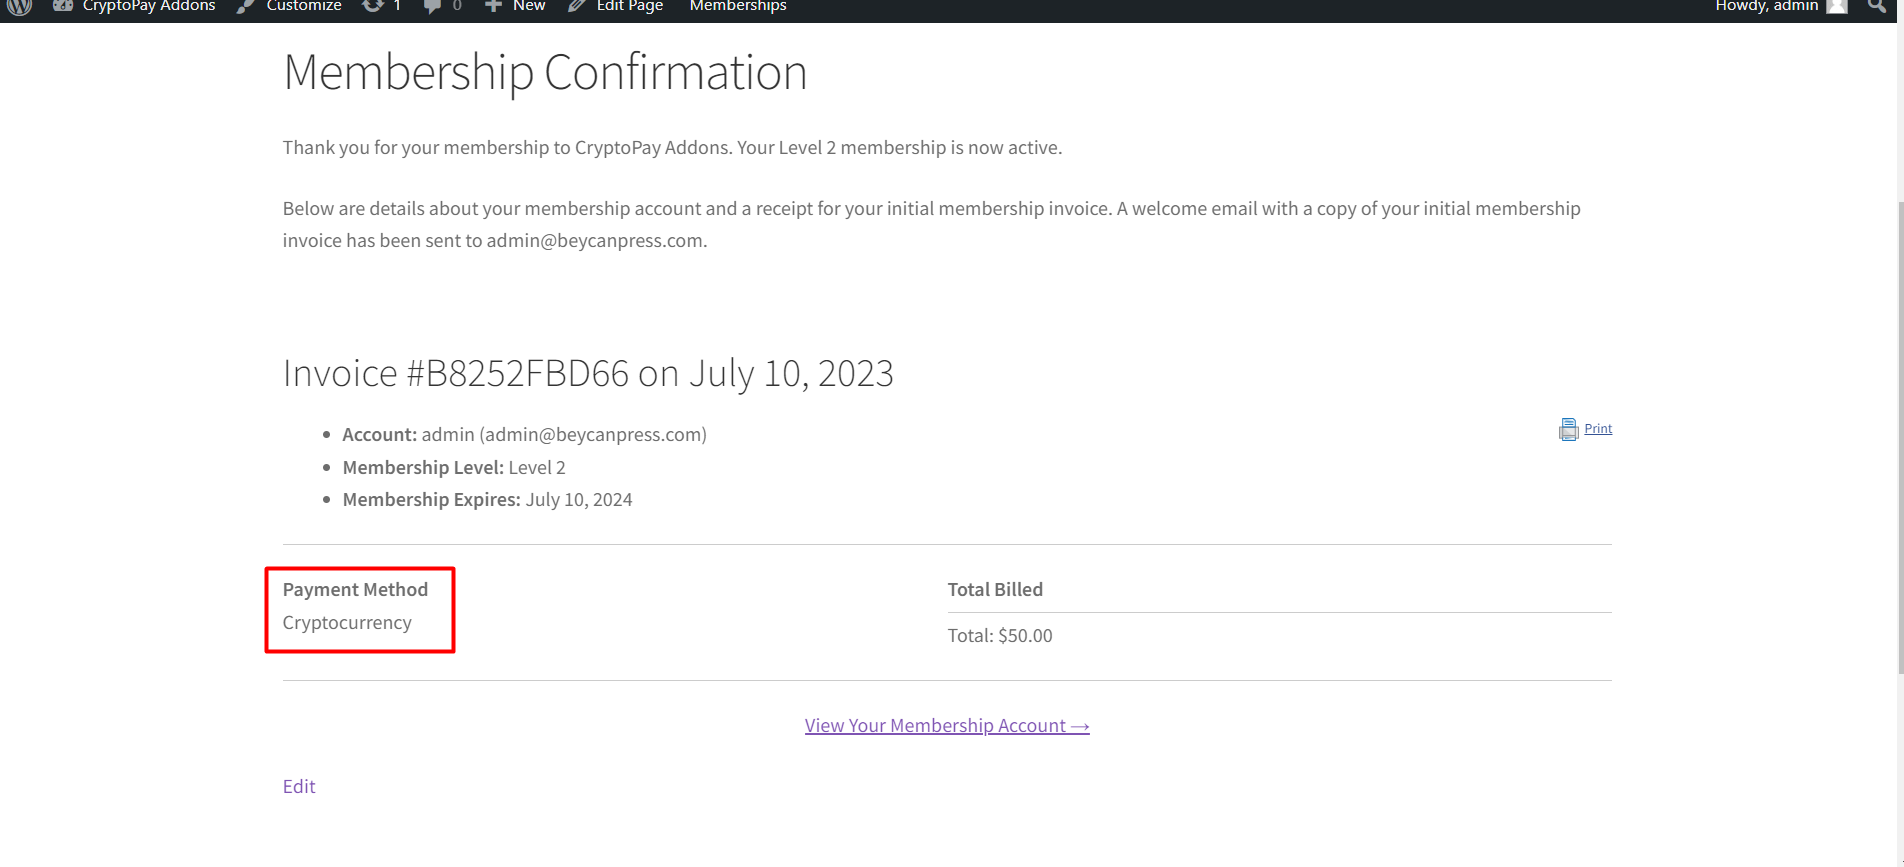 CryptoPay Addons Customize 1 0 New Edit Page Memberships Howdy, admin
Membership Confirmation
Thank you for your membership to CryptoPay Addons. Your Level 2 membership is now active.
Below are details about your membership account and a receipt for your initial membership invoice. A welcome email with a copy of your initial membership
invoice has been sent to admin@beycanpress.com.
Invoice #B8252FBD66 on July 10, 2023
Account: admin (admin@beycanpress.com)
Print
Membership Level: Level 2
Membership Expires: July 10, 2024
Payment Method
Cryptocurrency
Total Billed
Total: $50.00
View Your Membership Account →
Edit